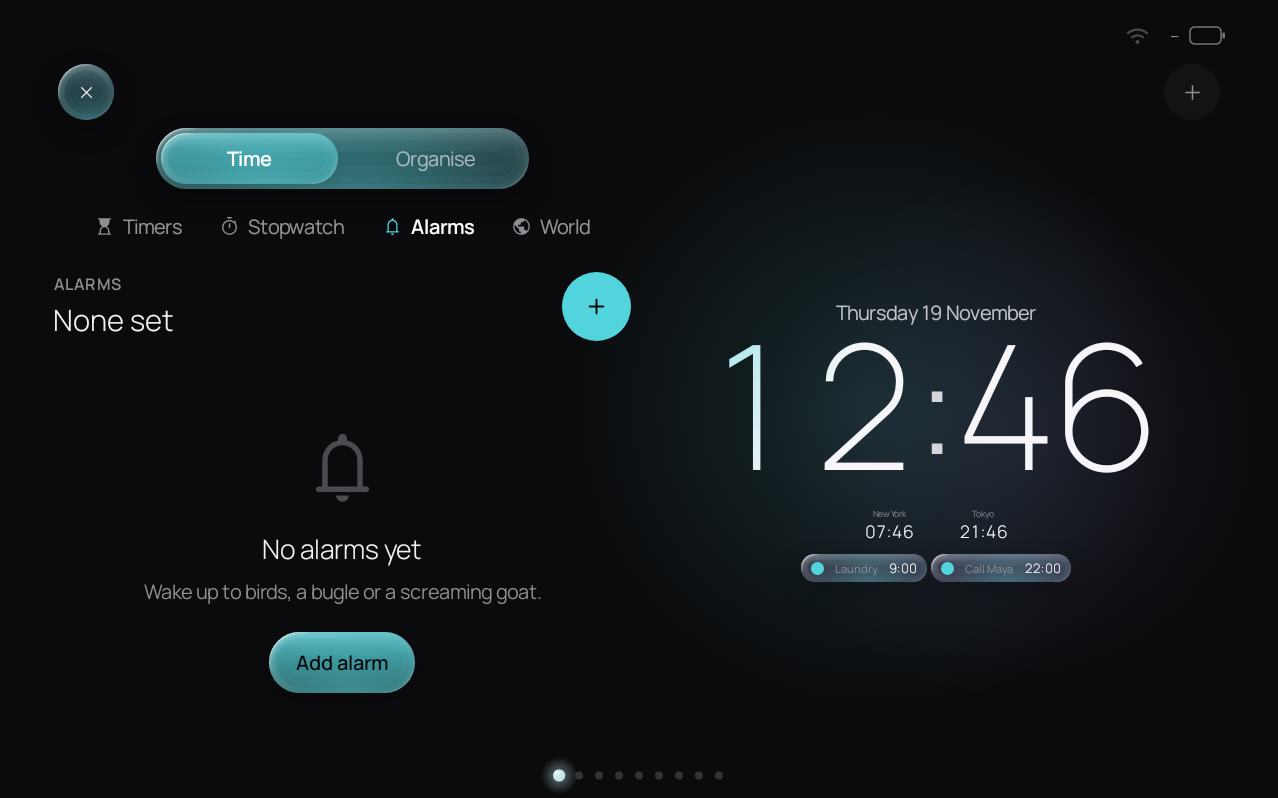 –
Time Organise
Timers Stopwatch Alarms World
ALARMS
None set
No alarms yet
Wake up to birds, a bugle or a screaming goat.
Add alarm
Thursday 19 November
12:46
New York Tokyo
07:46 21:46
Laundry 9:00 Call Maya 22:00